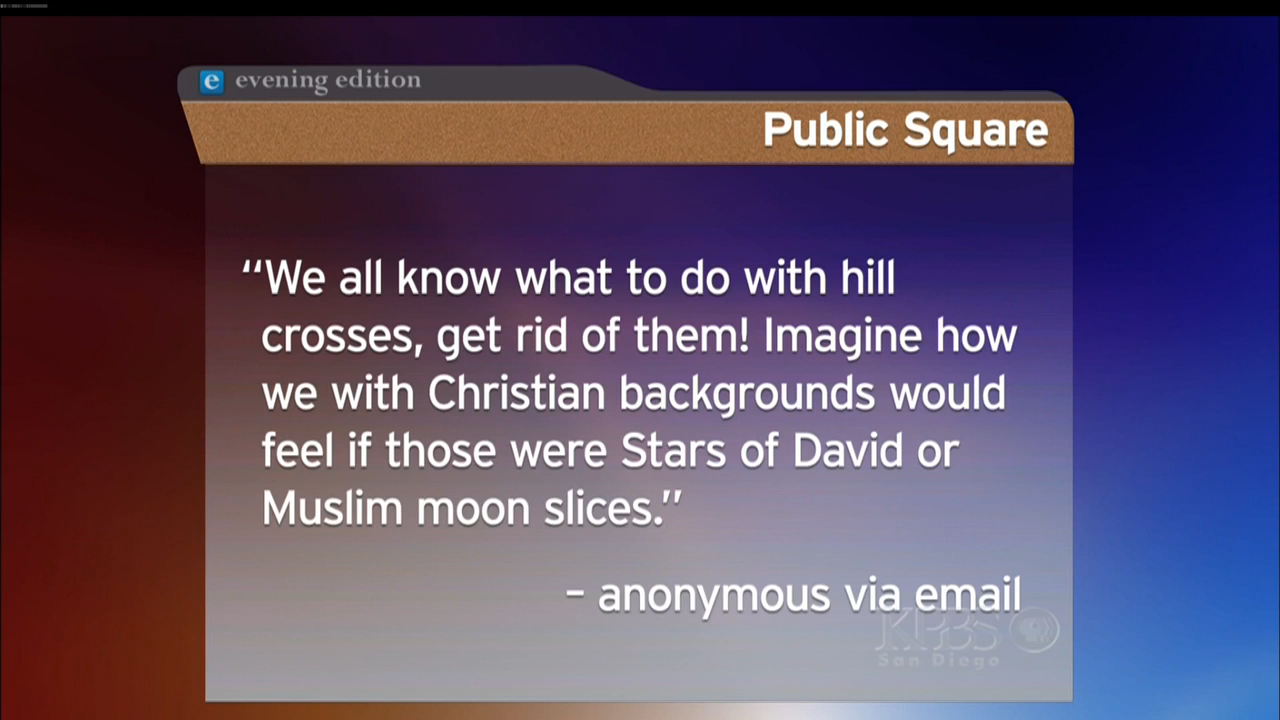 e evening edition
Public Square
“We all know what to do with hill
crosses, get rid of them! Imagine how
we with Christian backgrounds would
feel if those were Stars of David or
Muslim moon slices.”
– anonymous via email
KPBS
San Diego